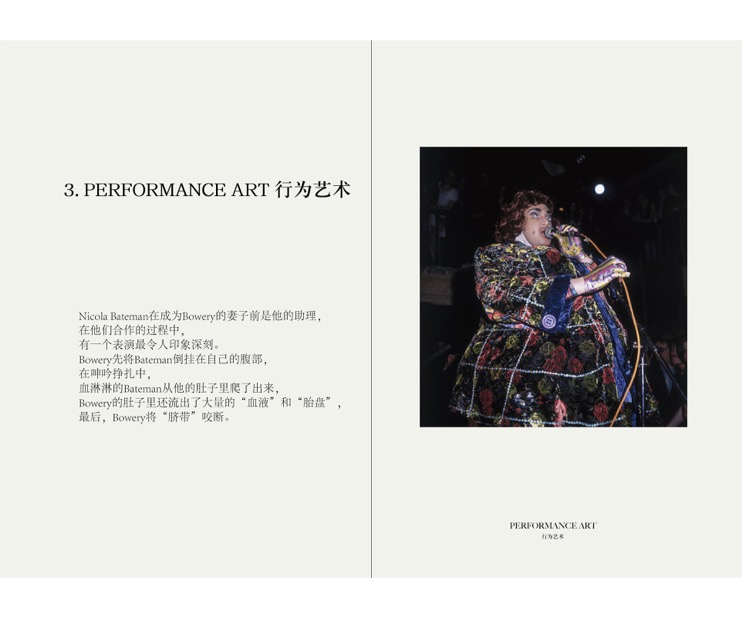 3. PERFORMANCE ART 行为艺术
Nicola Bateman在成为Bowery的妻子前是他的助理，
在他们合作的过程中，
有一个表演最令人印象深刻。
Bowery先将Bateman倒挂在自己的腹部，
在呻吟挣扎中，
血淋淋的Bateman从他的肚子里爬了出来，
Bowery的肚子里还流出了大量的“血液”和“胎盘”，
最后，Bowery将“脐带”咬断。
PERFORMANCE ART
行为艺术